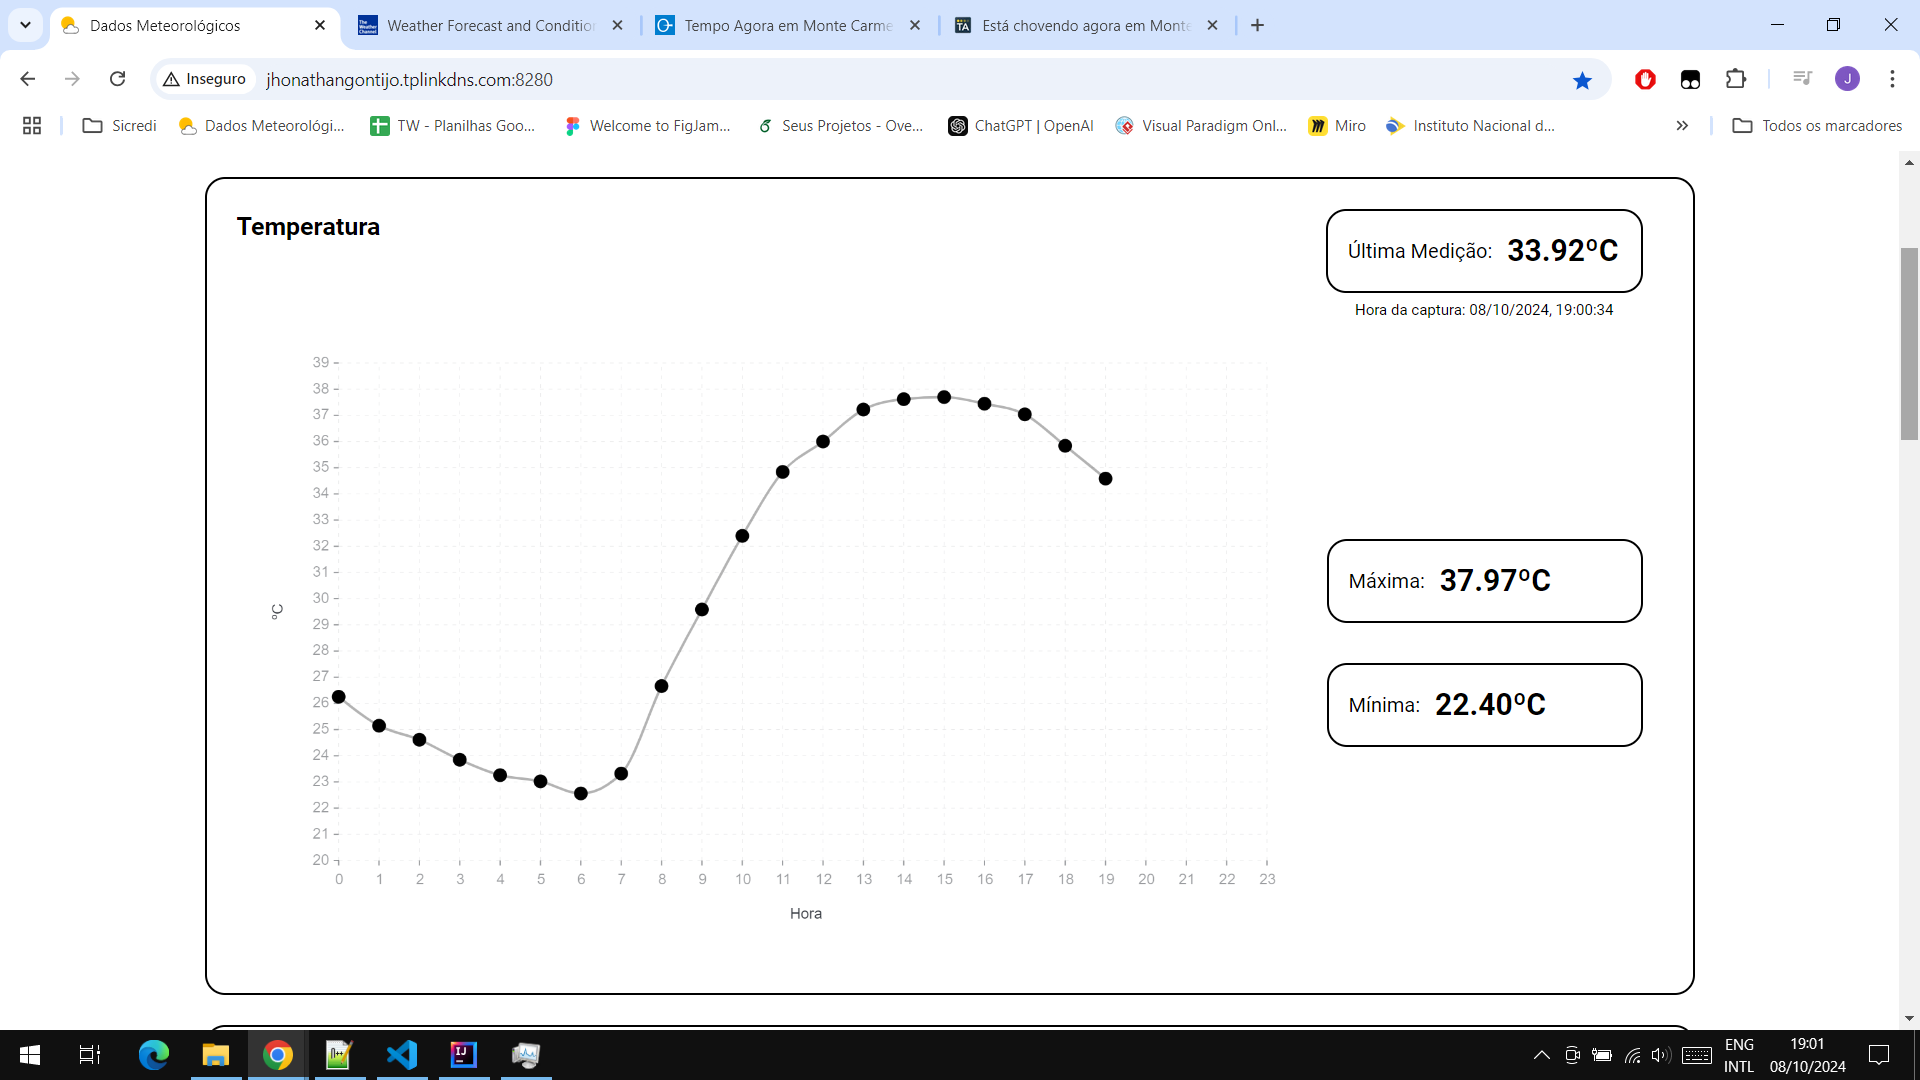 Dados Meteorológicos
Weather Forecast and Condition
Tempo Agora em Monte Carme
Está chovendo agora em Monte
Inseguro
jhonathangontijo.tplinkdns.com:8280
J
Sicredi
Dados Meteorológi...
TW - Planilhas Goo...
Welcome to FigJam...
Seus Projetos - Ove...
ChatGPT | OpenAI
Visual Paradigm Onl...
Miro
Instituto Nacional d...
Todos os marcadores
Temperatura
Última Medição: 33.92ºC
Hora da captura: 08/10/2024, 19:00:34
39
38
37
36
35
34
33
32
31
30
29
28
27
26
25
24
23
22
21
20
ºC
0 1 2 3 4 5 6 7 8 9 10 11 12 13 14 15 16 17 18 19 20 21 22 23
Hora
Máxima: 37.97ºC
Mínima: 22.40ºC
ENG
INTL
19:01
08/10/2024